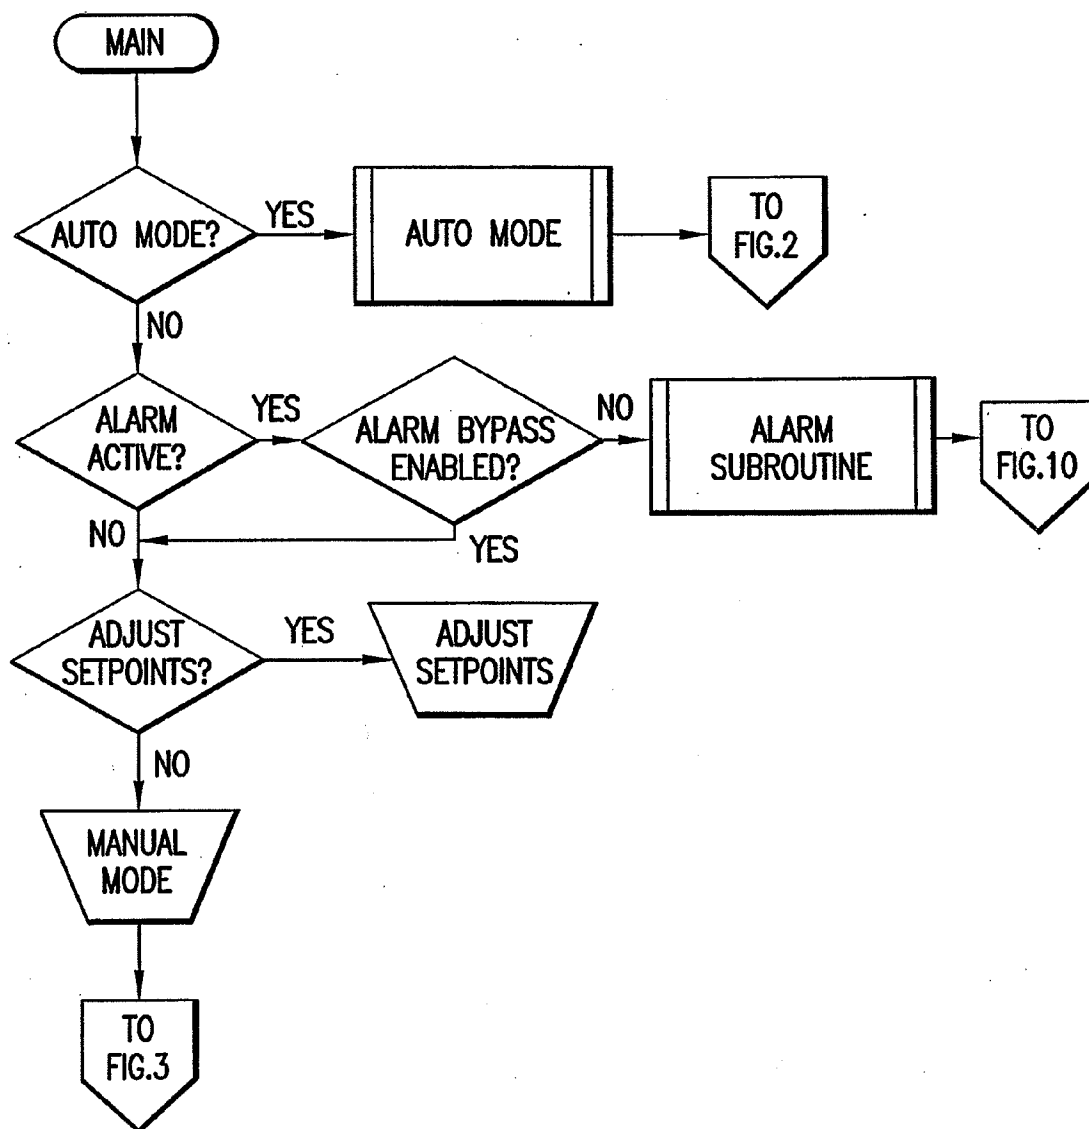 MAIN
AUTO MODE?
YES
AUTO MODE
TO
FIG.2
NO
ALARM
ACTIVE?
YES
ALARM BYPASS
ENABLED?
NO
ALARM
SUBROUTINE
TO
FIG.10
NO
YES
ADJUST
SETPOINTS?
YES
ADJUST
SETPOINTS
NO
MANUAL
MODE
TO
FIG.3